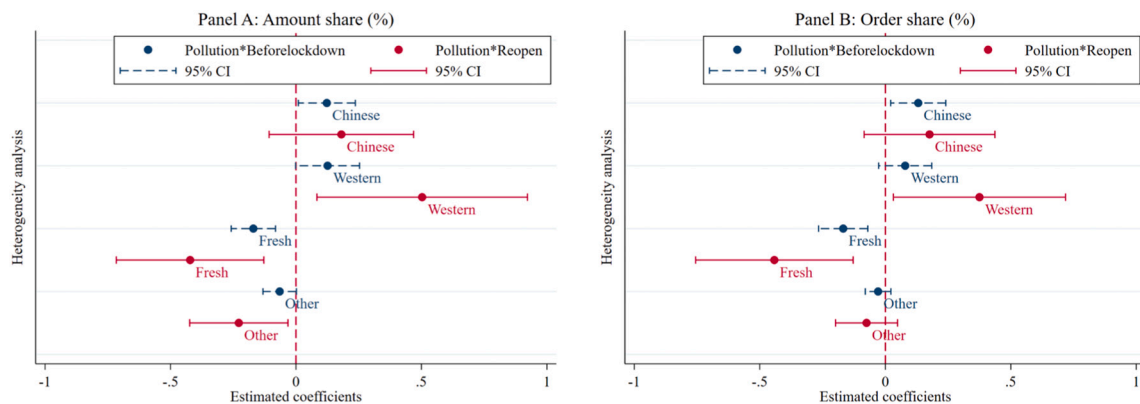 Panel A: Amount share (%)
Pollution*Beforelockdown
Pollution*Reopen
95% CI
95% CI
Heterogeneity analysis
Chinese
Chinese
Western
Western
Fresh
Fresh
Other
Other
-1
-.5
0
.5
1
Estimated coefficients
Panel B: Order share (%)
Pollution*Beforelockdown
Pollution*Reopen
95% CI
95% CI
Heterogeneity analysis
Chinese
Chinese
Western
Western
Fresh
Fresh
Other
Other
-1
-.5
0
.5
1
Estimated coefficients